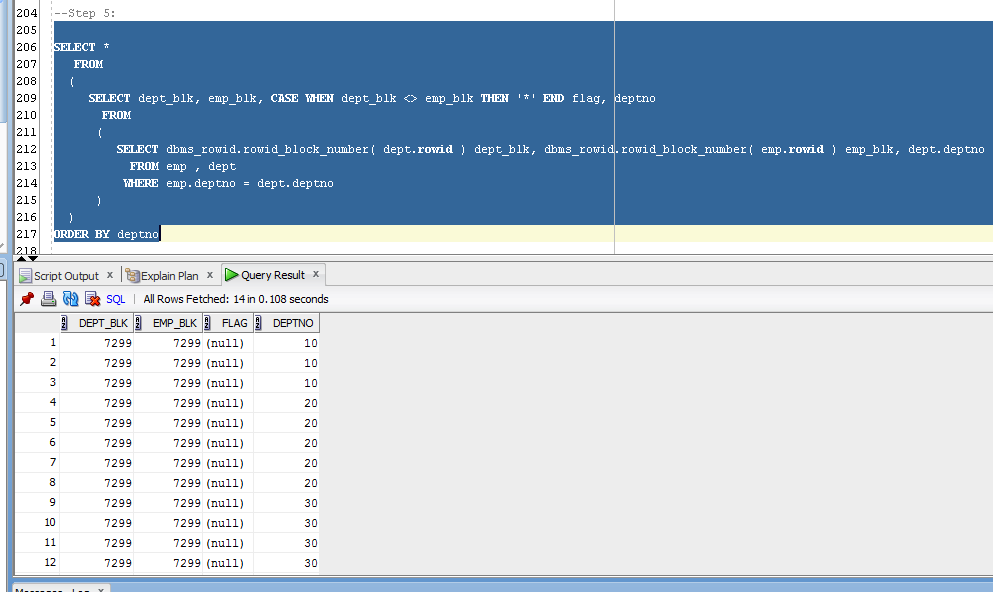 204 --Step 5:
205
206 SELECT *
207 FROM
208 (
209 SELECT dept_blk, emp_blk, CASE WHEN dept_blk <> emp_blk THEN '*' END flag, deptno
210 FROM
211 (
212 SELECT dbms_rowid.rowid_block_number( dept.rowid ) dept_blk, dbms_rowid.rowid_block_number( emp.rowid ) emp_blk, dept.deptno
213 FROM emp , dept
214 WHERE emp.deptno = dept.deptno
215 )
216 )
217 ORDER BY deptno
218
Script Output x Explain Plan x Query Result x
SQL | All Rows Fetched: 14 in 0.108 seconds
DEPT_BLK EMP_BLK FLAG DEPTNO
1 7299 7299 (null) 10
2 7299 7299 (null) 10
3 7299 7299 (null) 10
4 7299 7299 (null) 20
5 7299 7299 (null) 20
6 7299 7299 (null) 20
7 7299 7299 (null) 20
8 7299 7299 (null) 20
9 7299 7299 (null) 30
10 7299 7299 (null) 30
11 7299 7299 (null) 30
12 7299 7299 (null) 30
Messages - Log x